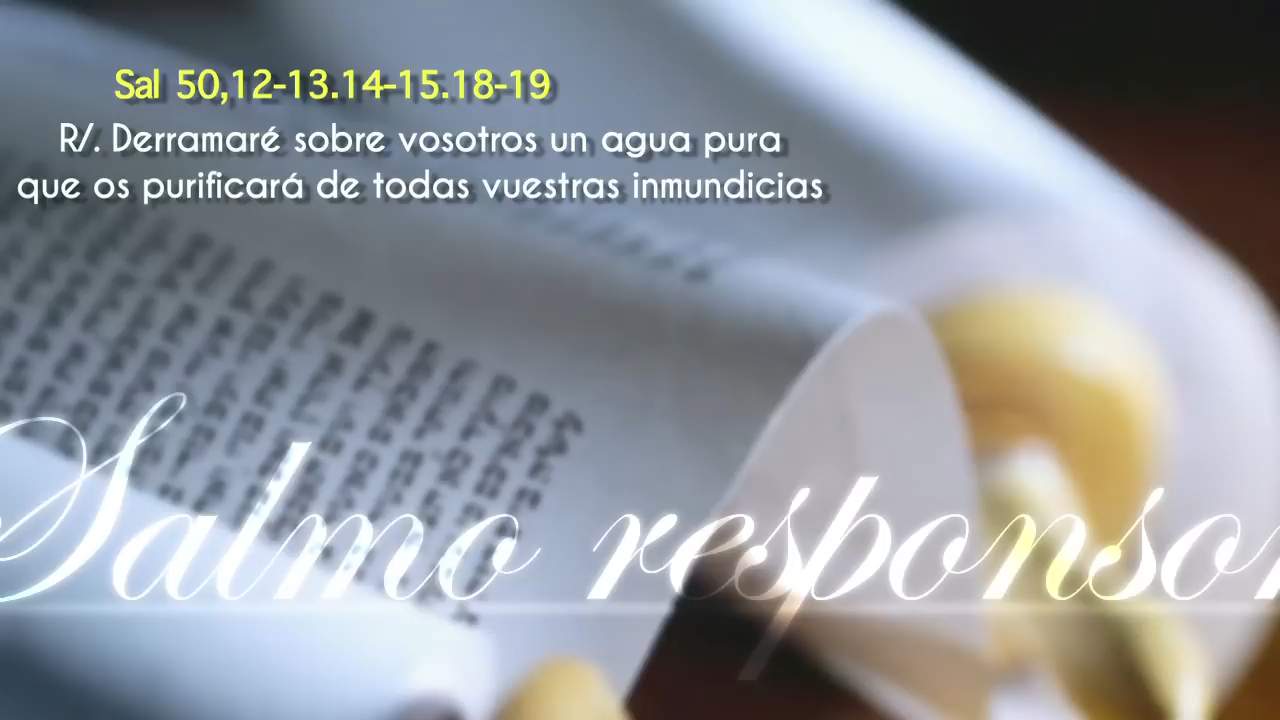 Sal 50,12-13.14-15.18-19
R/. Derramaré sobre vosotros un agua pura
que os purificará de todas vuestras inmundicias
Salmo responsor